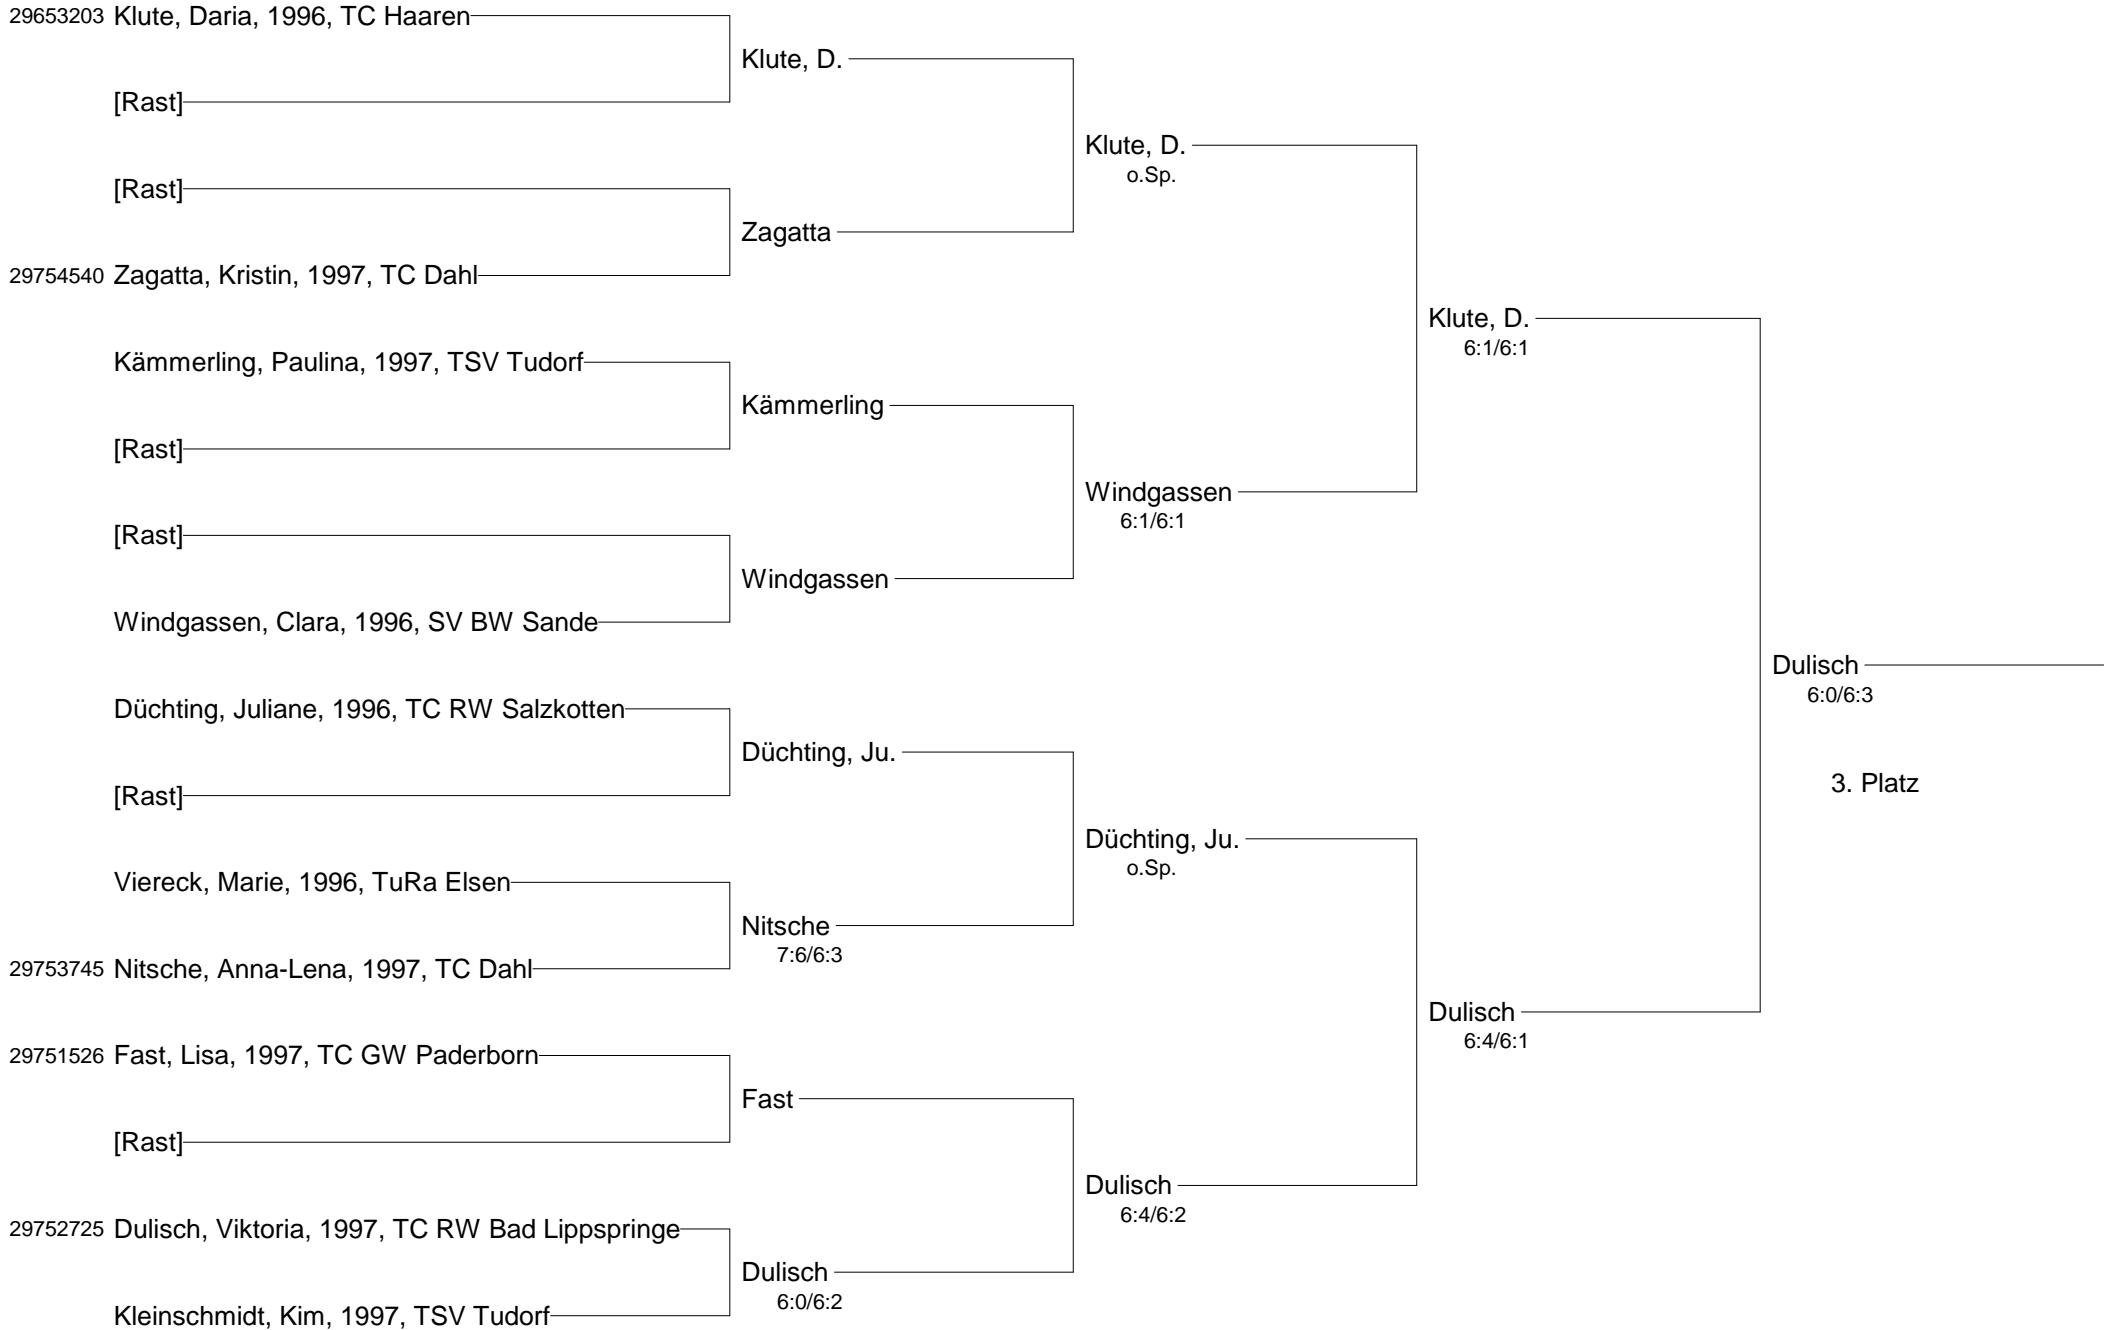 29653203 Klute, Daria, 1996, TC Haaren
Klute, D.
[Rast]
Klute, D.
o.Sp.
[Rast]
Zagatta
29754540 Zagatta, Kristin, 1997, TC Dahl
Klute, D.
6:1/6:1
Kämmerling, Paulina, 1997, TSV Tudorf
Kämmerling
[Rast]
Windgassen
6:1/6:1
[Rast]
Windgassen
Windgassen, Clara, 1996, SV BW Sande
Dulisch
6:0/6:3
Düchting, Juliane, 1996, TC RW Salzkotten
Düchting, Ju.
[Rast]
3. Platz
Düchting, Ju.
o.Sp.
Viereck, Marie, 1996, TuRa Elsen
Nitsche
7:6/6:3
29753745 Nitsche, Anna-Lena, 1997, TC Dahl
Dulisch
6:4/6:1
29751526 Fast, Lisa, 1997, TC GW Paderborn
Fast
[Rast]
Dulisch
6:4/6:2
29752725 Dulisch, Viktoria, 1997, TC RW Bad Lippspringe
Dulisch
6:0/6:2
Kleinschmidt, Kim, 1997, TSV Tudorf